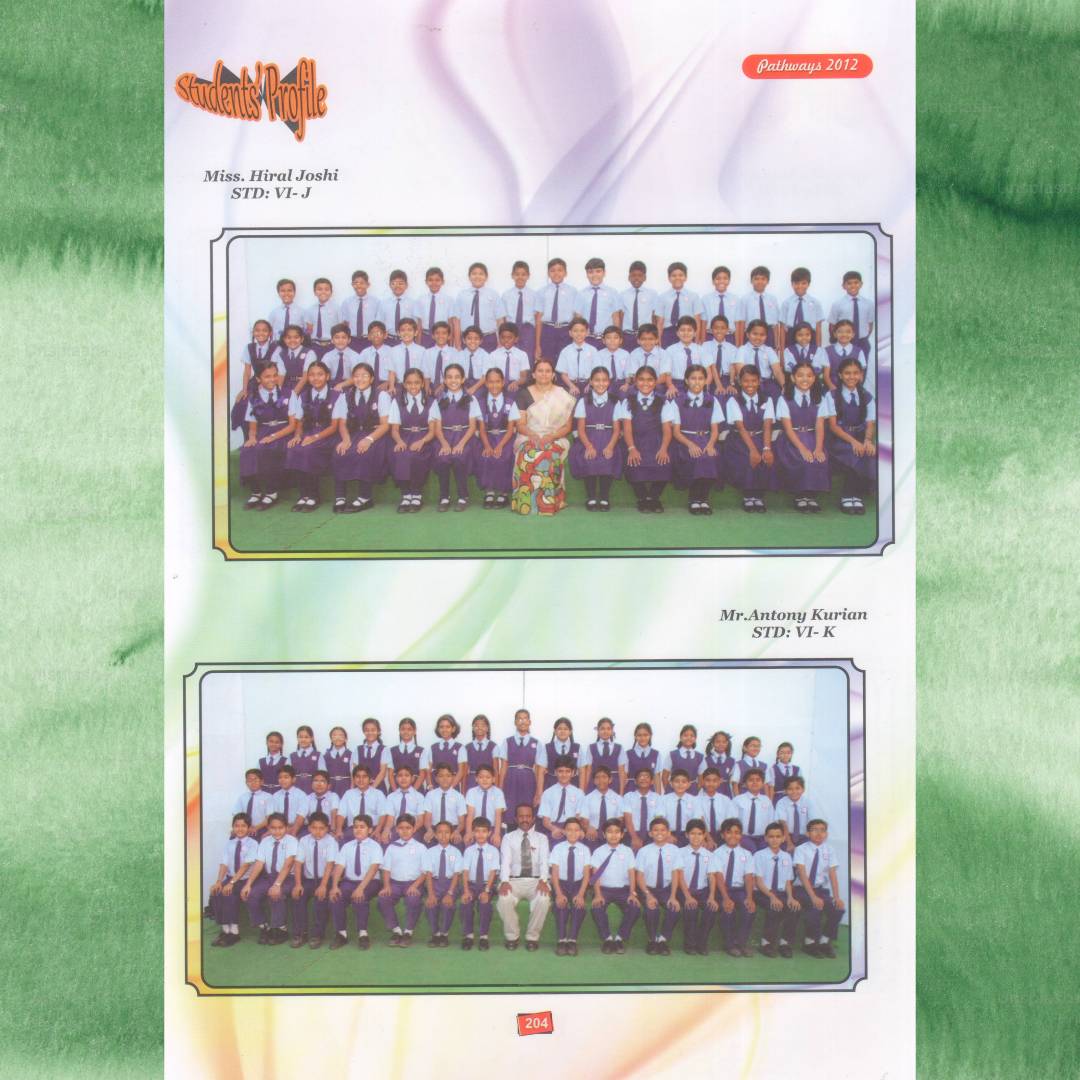 Students' Profile
Pathways 2012
Miss. Hiral Joshi
STD: VI- J
Mr.Antony Kurian
STD: VI- K
204